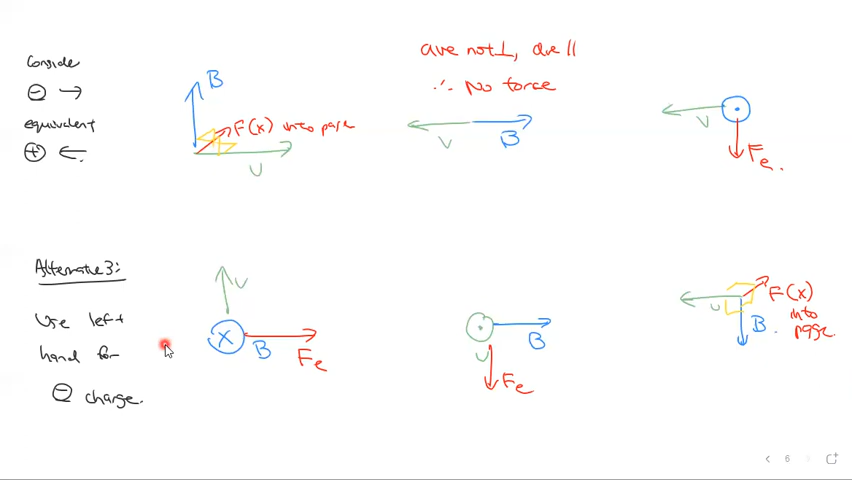 Consider
⊖ →
equivalent
⊕ ←
B
F(x) into page
V
are not ⊥, are ||
∴ No force
V
B
V
Fe
Alternate 3:
Use left
hand for
⊖ charge.
V
X
B
Fe
V
B
Fe
V
F(x)
into
page
B
6